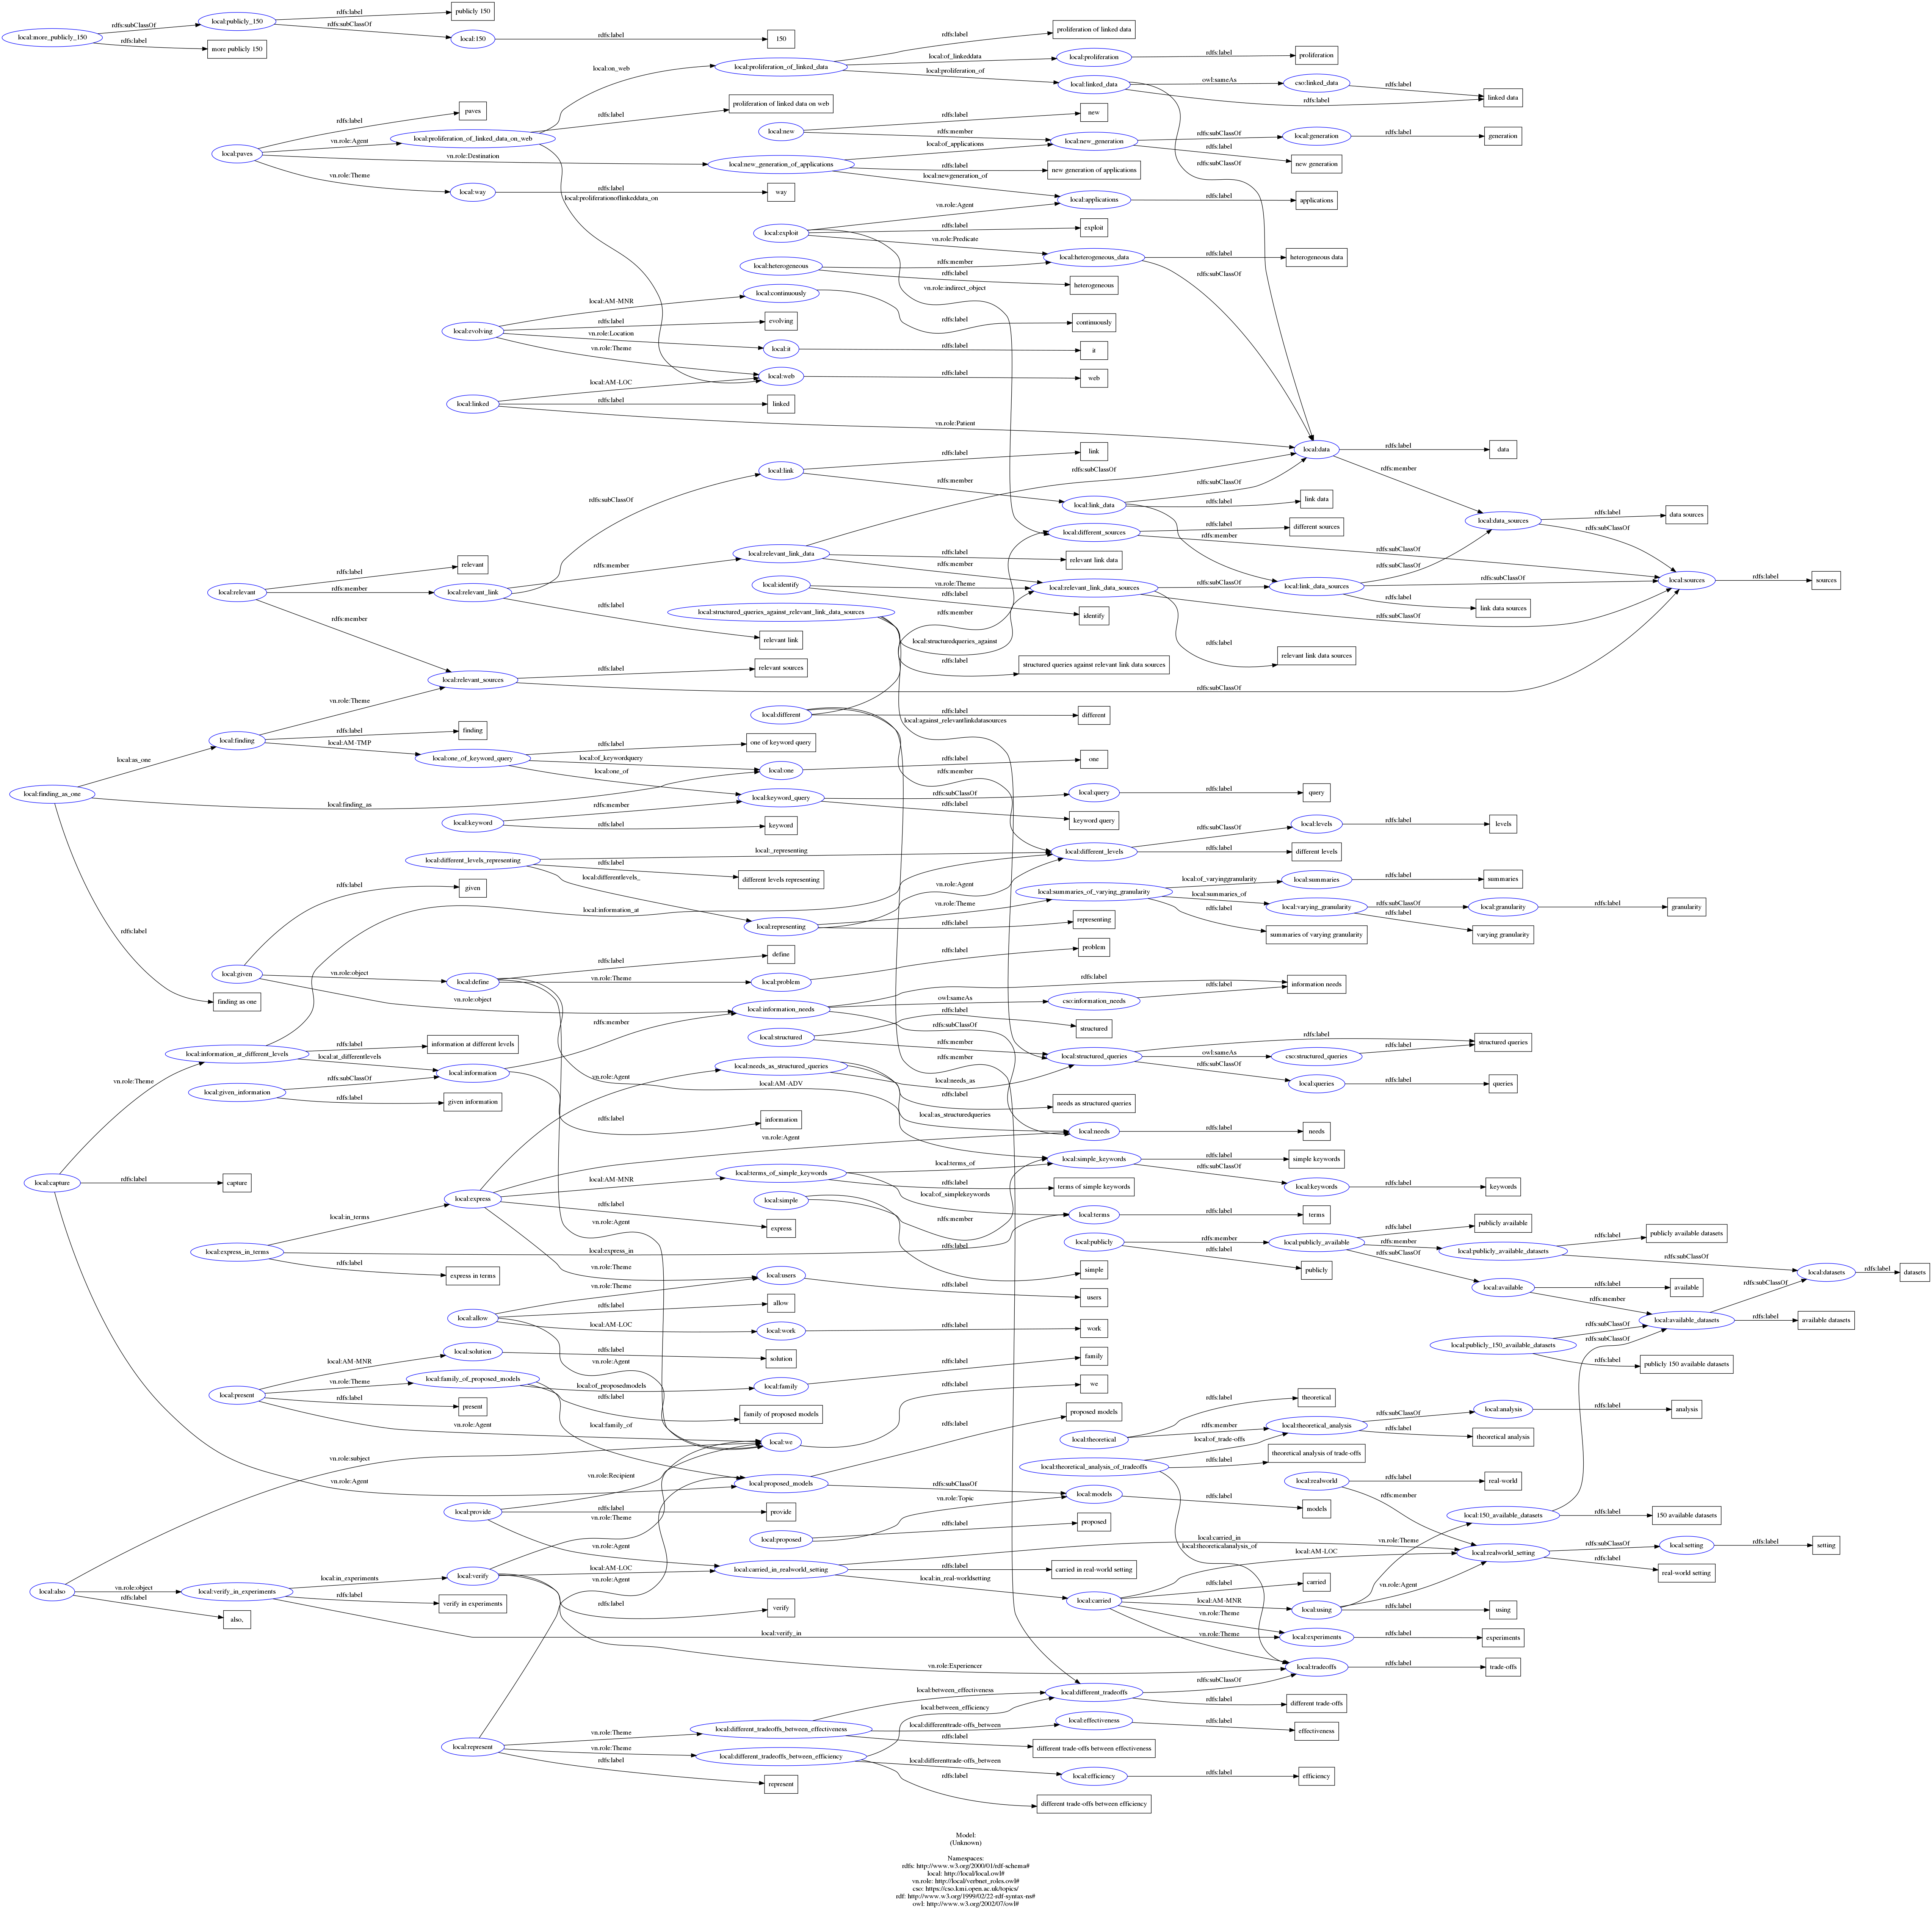 rdfs:label
publicly 150
rdfs:subClassOf
local:publicly_150
local:more_publicly_150
rdfs:subClassOf
rdfs:label
more publicly 150
local:150
rdfs:label
150
rdfs:label
proliferation of linked data
local:on_web
local:proliferation_of_linked_data
local:of_linkeddata
local:proliferation
rdfs:label
proliferation
local:proliferation_of
local:linked_data
owl:sameAs
cso:linked_data
rdfs:label
rdfs:label
linked data
paves
rdfs:label
rdfs:label
proliferation of linked data on web
local:new
rdfs:label
new
rdfs:member
local:paves
vn.role:Agent
local:proliferation_of_linked_data_on_web
vn.role:Destination
local:new_generation_of_applications
local:of_applications
local:new_generation
rdfs:subClassOf
local:generation
rdfs:label
generation
rdfs:label
new generation
rdfs:subClassOf
rdfs:label
new generation of applications
local:newgeneration_of
vn.role:Theme
local:way
rdfs:label
way
local:proliferationoflinkeddata_on
local:applications
rdfs:label
applications
vn.role:Agent
local:exploit
rdfs:label
exploit
vn.role:Predicate
local:heterogeneous
rdfs:member
local:heterogeneous_data
rdfs:label
heterogeneous data
rdfs:label
heterogeneous
rdfs:subClassOf
vn.role:indirect_object
local:AM-MNR
local:continuously
rdfs:label
continuously
local:evolving
rdfs:label
evolving
vn.role:Location
local:it
rdfs:label
it
vn.role:Theme
local:web
rdfs:label
web
local:AM-LOC
local:linked
rdfs:label
linked
vn.role:Patient
local:data
rdfs:label
data
rdfs:member
local:link
rdfs:label
link
rdfs:subClassOf
rdfs:member
rdfs:subClassOf
local:link_data
rdfs:subClassOf
rdfs:label
link data
local:data_sources
rdfs:label
data sources
rdfs:subClassOf
local:different_sources
rdfs:label
different sources
rdfs:member
rdfs:subClassOf
local:relevant_link_data
rdfs:label
relevant link data
rdfs:member
rdfs:subClassOf
relevant
rdfs:label
local:relevant
rdfs:member
local:relevant_link
rdfs:member
rdfs:label
relevant link
local:identify
vn.role:Theme
local:relevant_link_data_sources
rdfs:subClassOf
local:link_data_sources
rdfs:subClassOf
local:sources
rdfs:label
sources
rdfs:label
identify
rdfs:label
link data sources
rdfs:subClassOf
local:structured_queries_against_relevant_link_data_sources
rdfs:member
local:structuredqueries_against
rdfs:label
structured queries against relevant link data sources
rdfs:label
relevant link data sources
rdfs:member
local:relevant_sources
rdfs:label
relevant sources
rdfs:subClassOf
vn.role:Theme
local:different
rdfs:label
different
local:against_relevantlinkdatasources
local:as_one
local:finding
rdfs:label
finding
local:AM-TMP
local:one_of_keyword_query
rdfs:label
one of keyword query
local:of_keywordquery
local:one
rdfs:label
one
local:one_of
rdfs:member
local:finding_as_one
local:finding_as
rdfs:member
local:keyword_query
rdfs:subClassOf
local:query
rdfs:label
query
local:keyword
rdfs:label
keyword
rdfs:label
keyword query
rdfs:label
finding as one
local:different_levels_representing
local:_representing
local:different_levels
rdfs:subClassOf
local:levels
rdfs:label
levels
rdfs:label
different levels
rdfs:label
different levels representing
local:differentlevels_
rdfs:label
given
local:information_at
vn.role:Agent
local:summaries_of_varying_granularity
local:of_varyinggranularity
local:summaries
rdfs:label
summaries
vn.role:Theme
local:summaries_of
local:varying_granularity
rdfs:subClassOf
local:granularity
rdfs:label
granularity
local:representing
rdfs:label
representing
rdfs:label
summaries of varying granularity
rdfs:label
varying granularity
local:given
vn.role:object
local:define
rdfs:label
define
vn.role:Theme
local:problem
rdfs:label
problem
vn.role:object
local:information_needs
rdfs:label
information needs
owl:sameAs
cso:information_needs
rdfs:label
rdfs:subClassOf
rdfs:member
local:structured
rdfs:label
structured
rdfs:member
local:structured_queries
rdfs:label
structured queries
owl:sameAs
cso:structured_queries
rdfs:label
rdfs:subClassOf
local:queries
rdfs:label
queries
local:information_at_different_levels
rdfs:label
information at different levels
local:at_differentlevels
local:information
vn.role:Theme
local:given_information
rdfs:subClassOf
rdfs:label
given information
rdfs:label
information
vn.role:Agent
local:AM-ADV
rdfs:member
local:needs_as_structured_queries
local:needs_as
rdfs:label
needs as structured queries
local:as_structuredqueries
local:needs
rdfs:label
needs
vn.role:Agent
local:capture
rdfs:label
capture
local:in_terms
local:express
local:AM-MNR
local:terms_of_simple_keywords
local:terms_of
local:simple_keywords
rdfs:label
simple keywords
rdfs:subClassOf
local:keywords
rdfs:label
keywords
rdfs:label
terms of simple keywords
local:of_simplekeywords
local:simple
rdfs:member
rdfs:label
express
local:terms
rdfs:label
terms
vn.role:Agent
local:express_in_terms
local:express_in
rdfs:label
express in terms
vn.role:Theme
rdfs:label
simple
local:publicly
rdfs:member
local:publicly_available
rdfs:label
publicly available
rdfs:member
local:publicly_available_datasets
rdfs:label
publicly available datasets
rdfs:label
publicly
rdfs:subClassOf
rdfs:subClassOf
local:datasets
rdfs:label
datasets
local:users
rdfs:label
users
vn.role:Theme
local:available
rdfs:label
available
rdfs:member
rdfs:subClassOf
local:available_datasets
rdfs:label
available datasets
local:allow
rdfs:label
allow
local:AM-LOC
local:work
rdfs:label
work
vn.role:Agent
rdfs:subClassOf
rdfs:subClassOf
local:publicly_150_available_datasets
rdfs:label
publicly 150 available datasets
local:solution
rdfs:label
solution
local:AM-MNR
local:present
vn.role:Theme
local:family_of_proposed_models
local:of_proposedmodels
local:family
rdfs:label
family
rdfs:label
present
rdfs:label
family of proposed models
vn.role:Agent
local:family_of
rdfs:label
we
local:we
rdfs:label
proposed models
local:theoretical
rdfs:label
theoretical
rdfs:member
local:theoretical_analysis
rdfs:subClassOf
local:analysis
rdfs:label
analysis
rdfs:label
theoretical analysis
local:of_trade-offs
local:theoretical_analysis_of_tradeoffs
rdfs:label
theoretical analysis of trade-offs
vn.role:subject
vn.role:Agent
vn.role:Recipient
local:proposed_models
rdfs:subClassOf
local:models
rdfs:label
models
vn.role:Topic
local:realworld
rdfs:label
real-world
rdfs:member
local:provide
rdfs:label
provide
vn.role:Theme
vn.role:Agent
local:proposed
rdfs:label
proposed
local:150_available_datasets
rdfs:label
150 available datasets
local:carried_in
local:theoreticalanalysis_of
vn.role:Theme
local:AM-LOC
local:realworld_setting
rdfs:subClassOf
local:setting
rdfs:label
setting
rdfs:label
real-world setting
local:also
vn.role:object
local:verify_in_experiments
local:in_experiments
local:verify
local:AM-LOC
vn.role:Agent
local:carried_in_realworld_setting
rdfs:label
carried in real-world setting
local:in_real-worldsetting
local:carried
rdfs:label
carried
local:AM-MNR
local:using
vn.role:Agent
rdfs:label
using
rdfs:label
also,
rdfs:label
verify in experiments
rdfs:label
verify
vn.role:Theme
local:verify_in
local:experiments
rdfs:label
experiments
vn.role:Theme
vn.role:Experiencer
local:tradeoffs
rdfs:label
trade-offs
rdfs:subClassOf
local:between_effectiveness
local:different_tradeoffs
rdfs:label
different trade-offs
local:between_efficiency
local:represent
vn.role:Theme
local:different_tradeoffs_between_effectiveness
local:differenttrade-offs_between
local:effectiveness
rdfs:label
effectiveness
rdfs:label
different trade-offs between effectiveness
vn.role:Theme
local:different_tradeoffs_between_efficiency
local:differenttrade-offs_between
local:efficiency
rdfs:label
efficiency
rdfs:label
represent
rdfs:label
different trade-offs between efficiency
Model:
(Unknown)
Namespaces:
rdfs: http://www.w3.org/2000/01/rdf-schema#
local: http://local/local.owl#
vn.role: http://local/verbnet_roles.owl#
cso: https://cso.kmi.open.ac.uk/topics/
rdf: http://www.w3.org/1999/02/22-rdf-syntax-ns#
owl: http://www.w3.org/2002/07/owl#